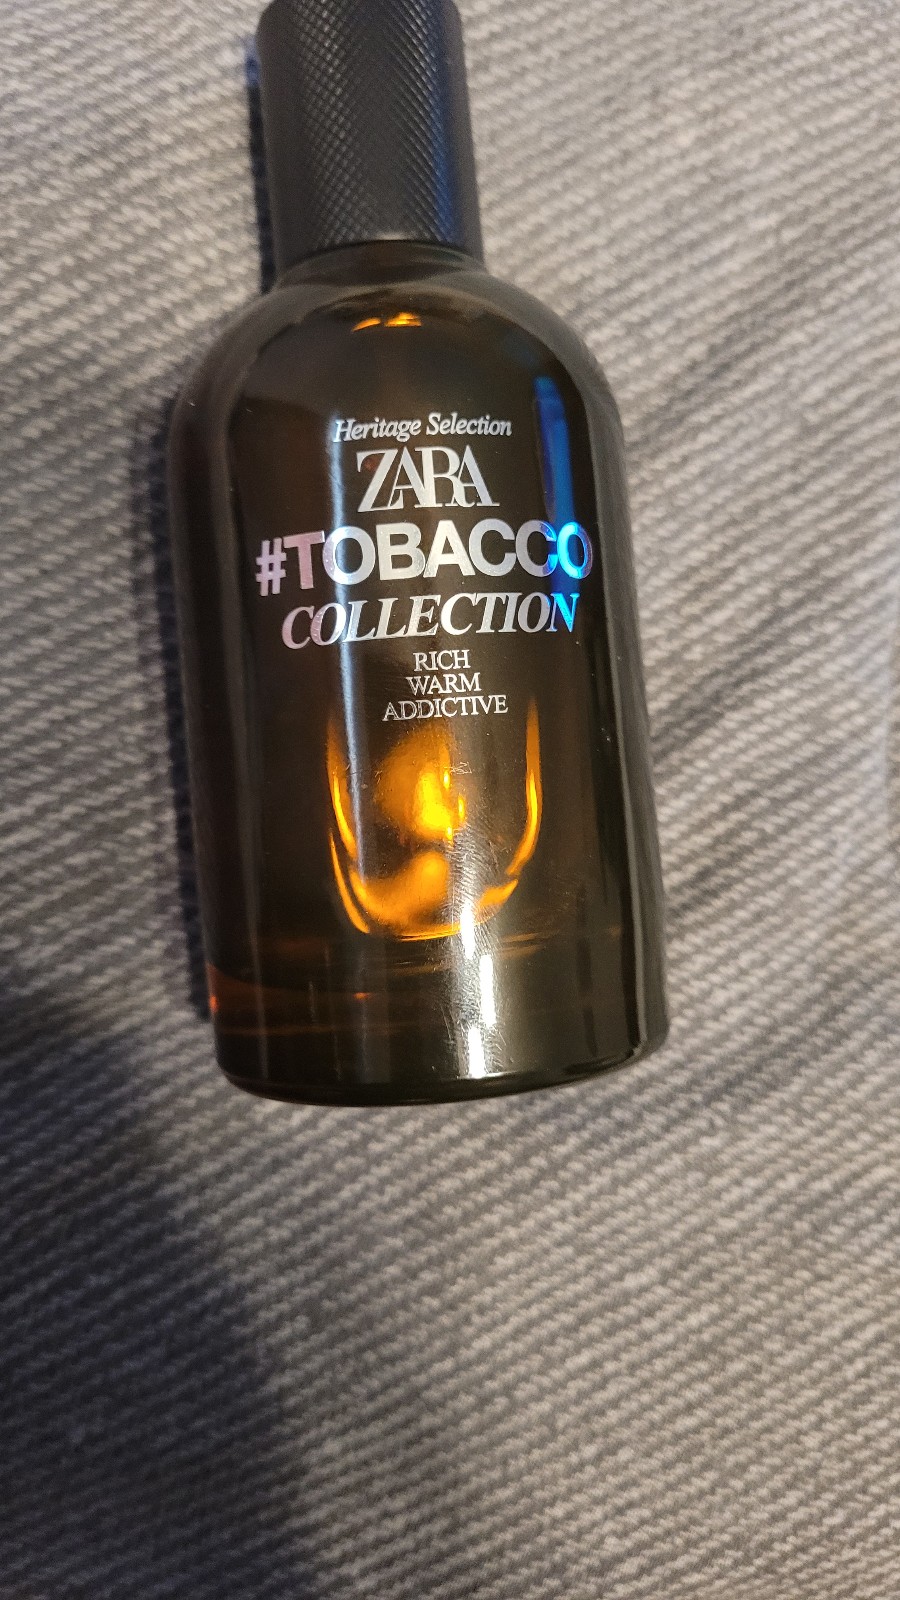 Heritage Selection
ZARA
#TOBACCO
COLLECTION
RICH
WARM
ADDICTIVE